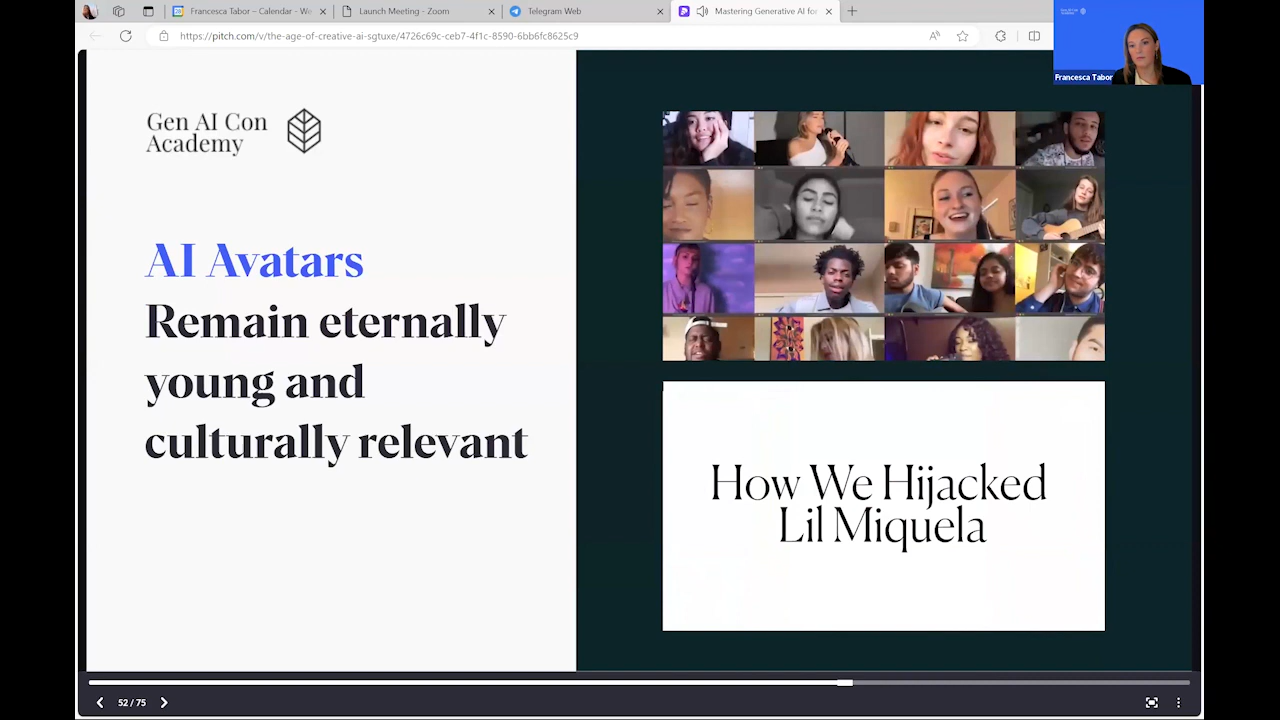 Francesca Tabor – Calendar - We
Launch Meeting - Zoom
Telegram Web
Mastering Generative AI for
https://pitch.com/v/the-age-of-creative-ai-sgtuxe/4726c69c-ceb7-4f1c-8590-6bb6fc8625c9
Francesca Tabor
Gen AI Con
Academy
AI Avatars
Remain eternally
young and
culturally relevant
How We Hijacked
Lil Miquela
52 / 75